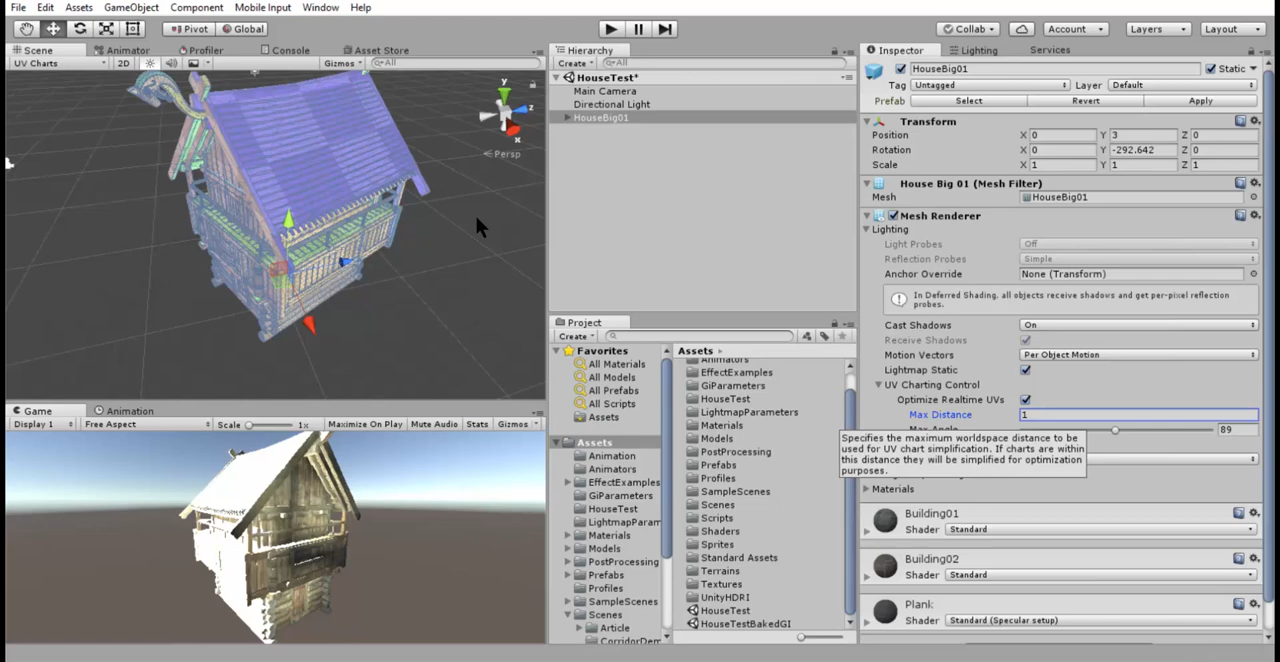 File Edit Assets GameObject Component Mobile Input Window Help
Pivot Global Collab Account Layers Layout
Scene Animator Profiler Console Asset Store
UV Charts 2D Gizmos All
y
z
x
Persp
Game Animation
Display 1 Free Aspect Scale 1x Maximize On Play Mute Audio Stats Gizmos
Hierarchy
Create All
HouseTest*
Main Camera
Directional Light
HouseBig01
Project
Create
Favorites
All Materials
All Models
All Prefabs
All Scripts
Assets
Assets
Animation
Animators
EffectExamples
GiParameters
HouseTest
LightmapParam
Materials
Models
PostProcessing
Prefabs
Profiles
SampleScenes
Scenes
Article
CorridorDem
Assets
Animators
EffectExamples
GiParameters
HouseTest
LightmapParameters
Materials
Models
PostProcessing
Prefabs
Profiles
SampleScenes
Scenes
Scripts
Shaders
Sprites
Standard Assets
Terrains
Textures
UnityHDRI
HouseTest
HouseTestBakedGI
Inspector Lighting Services
HouseBig01 Static
Tag Untagged Layer Default
Prefab Select Revert Apply
Transform
Position X 0 Y 3 Z 0
Rotation X 0 Y -292.642 Z 0
Scale X 1 Y 1 Z 1
House Big 01 (Mesh Filter)
Mesh HouseBig01
Mesh Renderer
Lighting
Light Probes Off
Reflection Probes Simple
Anchor Override None (Transform)
In Deferred Shading, all objects receive shadows and get per-pixel reflection
probes.
Cast Shadows On
Receive Shadows
Motion Vectors Per Object Motion
Lightmap Static
UV Charting Control
Optimize Realtime UVs
Max Distance 1
Max Angle 89
Specifies the maximum worldspace distance to be
used for UV chart simplification. If charts are within
this distance they will be simplified for optimization
purposes.
Materials
Building01
Shader Standard
Building02
Shader Standard
Plank
Shader Standard (Specular setup)